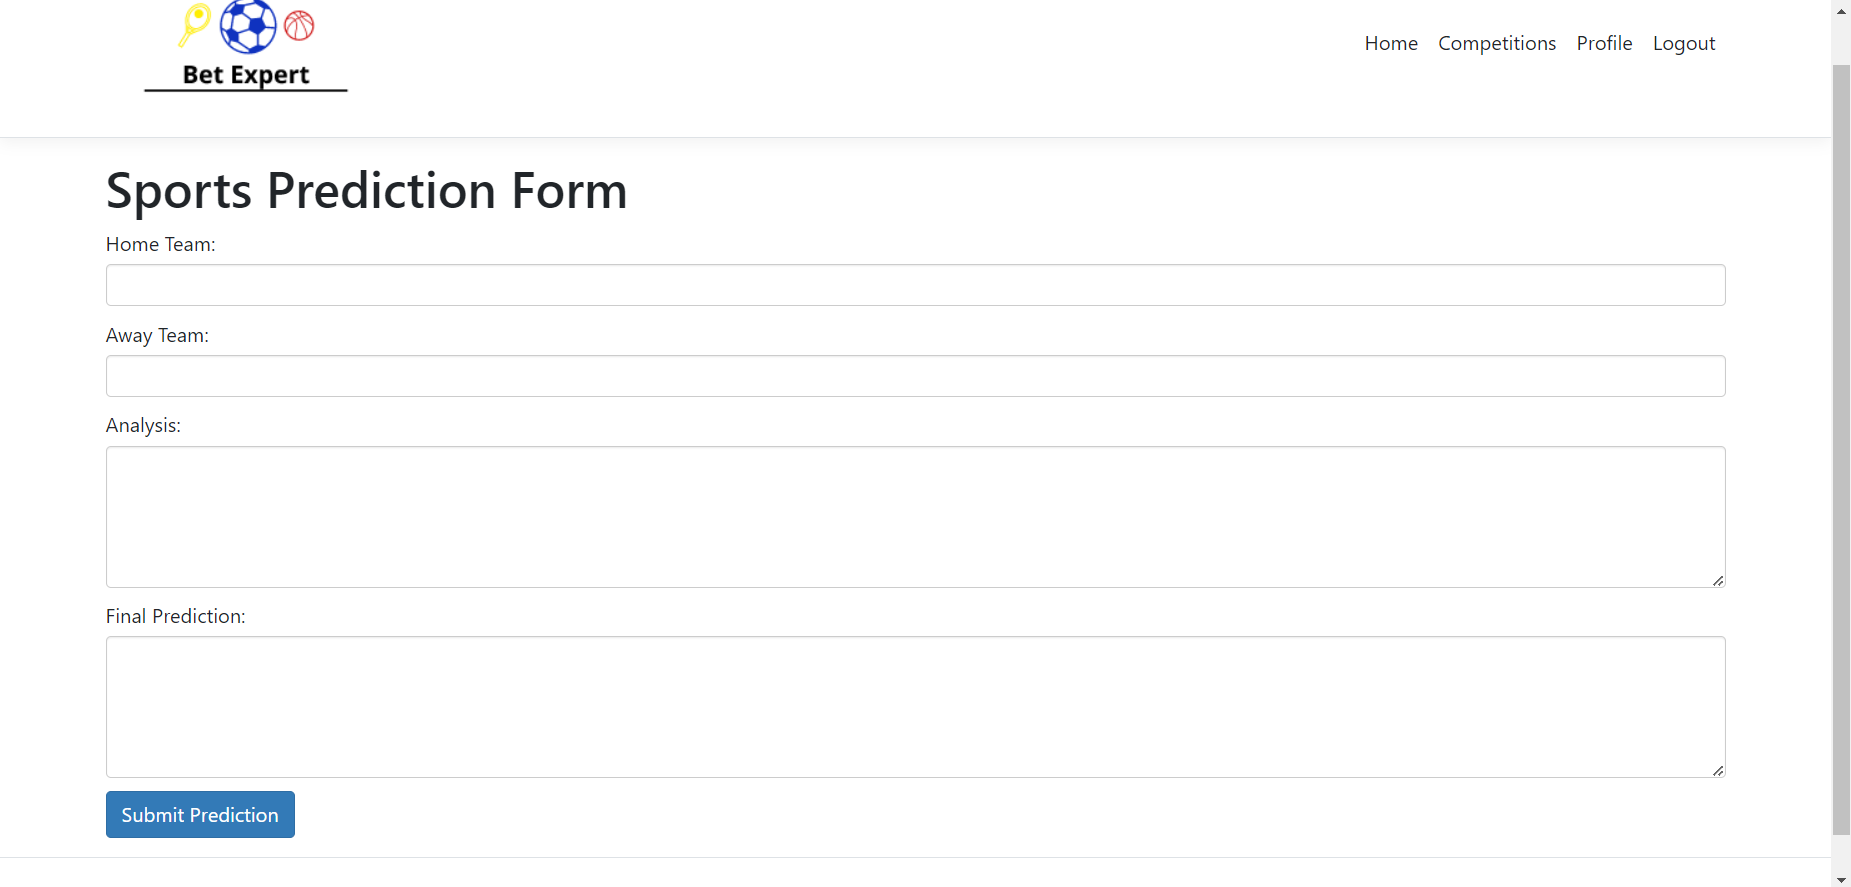 Bet Expert
Home Competitions Profile Logout
Sports Prediction Form
Home Team:
Away Team:
Analysis:
Final Prediction:
Submit Prediction